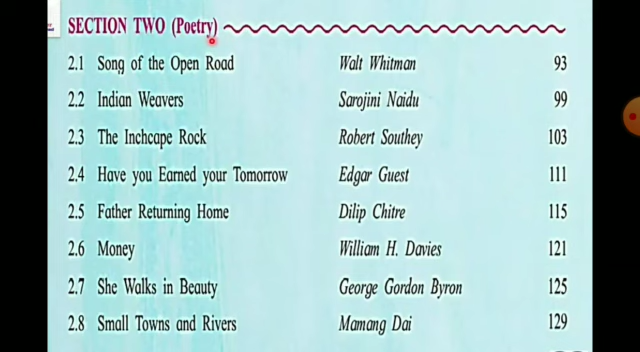 SECTION TWO (Poetry)
2.1 Song of the Open Road Walt Whitman 93
2.2 Indian Weavers Sarojini Naidu 99
2.3 The Inchcape Rock Robert Southey 103
2.4 Have you Earned your Tomorrow Edgar Guest 111
2.5 Father Returning Home Dilip Chitre 115
2.6 Money William H. Davies 121
2.7 She Walks in Beauty George Gordon Byron 125
2.8 Small Towns and Rivers Mamang Dai 129